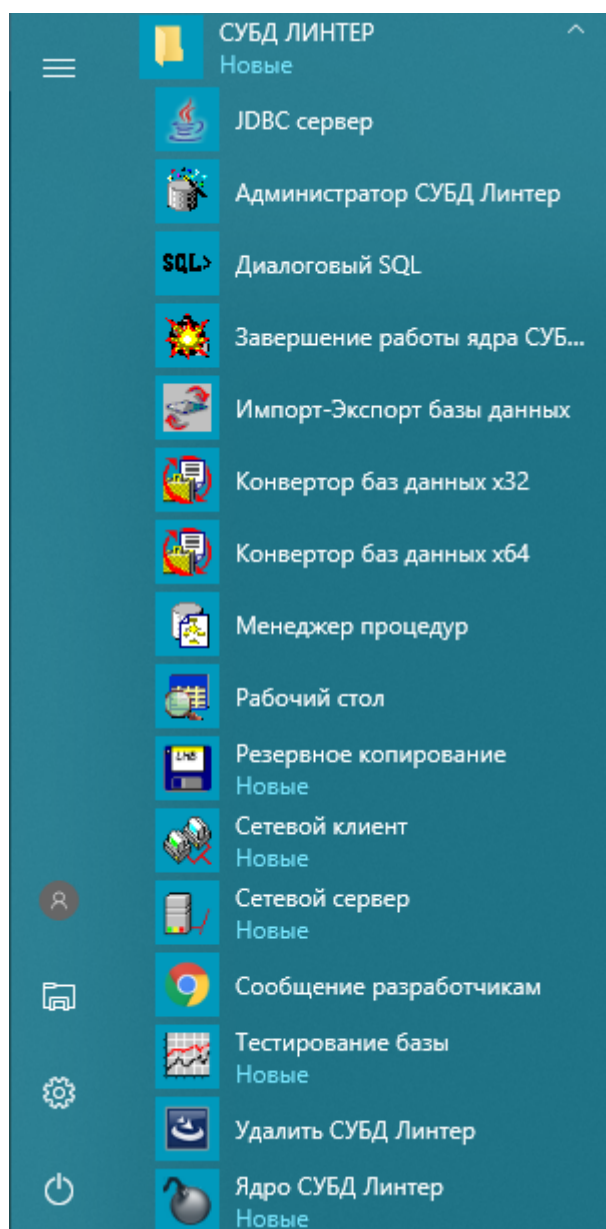 СУБД ЛИНТЕР
Новые
JDBC сервер
Администратор СУБД Линтер
SQL>
Диалоговый SQL
Завершение работы ядра СУБ...
Импорт-Экспорт базы данных
Конвертор баз данных x32
Конвертор баз данных x64
Менеджер процедур
Рабочий стол
LHB
Резервное копирование
Новые
Сетевой клиент
Новые
Сетевой сервер
Новые
Сообщение разработчикам
Тестирование базы
Новые
Удалить СУБД Линтер
Ядро СУБД Линтер
Новые